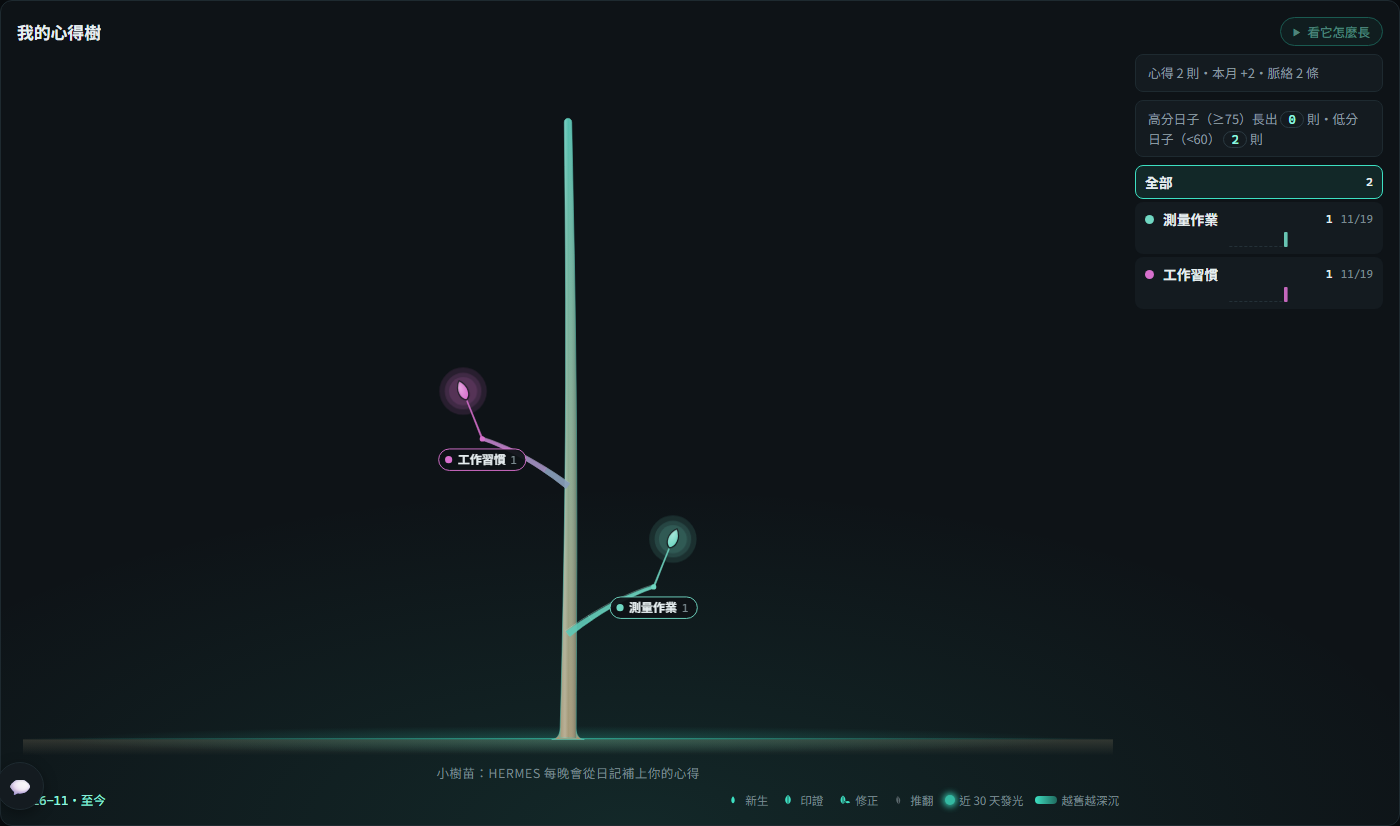 我的心得樹
看它怎麼長
心得 2 則・本月 +2・脈絡 2 條
高分日子（≥75）長出 0 則・低分
日子（<60） 2 則
全部 2
測量作業 1 11/19
工作習慣 1 11/19
工作習慣 1
測量作業 1
小樹苗：HERMES 每晚會從日記補上你的心得
6-11・至今
新生 印證 修正 推翻 近 30 天發光 越舊越深沉